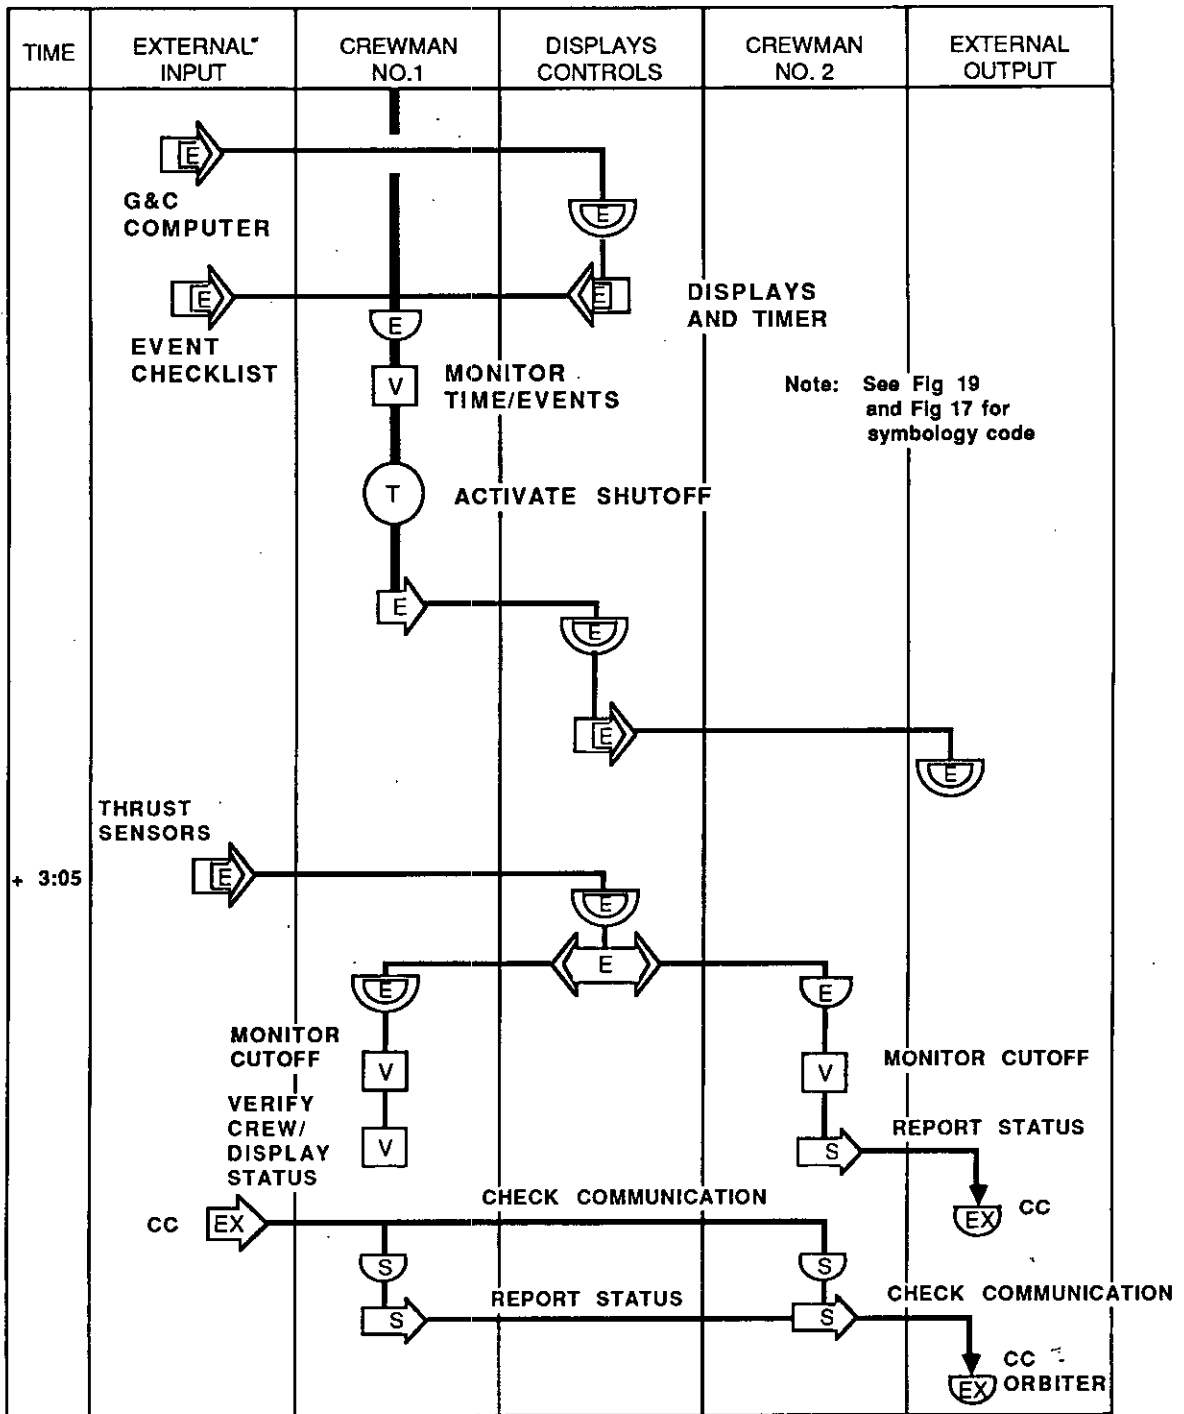 TIME
EXTERNAL
INPUT
CREWMAN
NO.1
DISPLAYS
CONTROLS
CREWMAN
NO. 2
EXTERNAL
OUTPUT
E
G&C
COMPUTER
E
E
E
DISPLAYS
AND TIMER
EVENT
CHECKLIST
E
V
MONITOR
TIME/EVENTS
Note: See Fig 19
and Fig 17 for
symbology code
T
ACTIVATE SHUTOFF
E
E
E
E
THRUST
SENSORS
+ 3:05
E
E
E
E
E
MONITOR
CUTOFF
V
V
MONITOR CUTOFF
VERIFY
CREW/
DISPLAY
STATUS
V
S
REPORT STATUS
CC
EX
CHECK COMMUNICATION
EX
CC
S
S
S
REPORT STATUS
S
CHECK COMMUNICATION
EX
CC
ORBITER